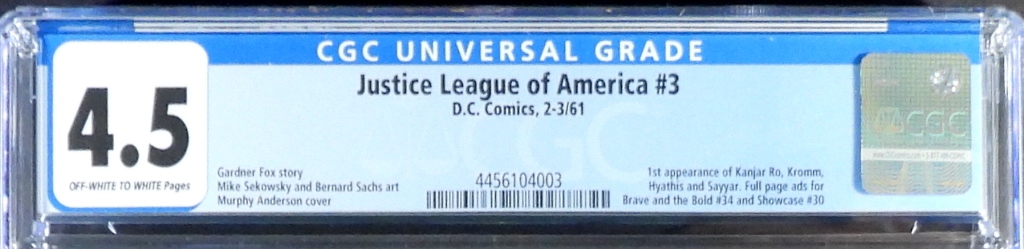 CGC UNIVERSAL GRADE
4.5
OFF-WHITE TO WHITE Pages
Justice League of America #3
D.C. Comics, 2-3/61
Gardner Fox story
Mike Sekowsky and Bernard Sachs art
Murphy Anderson cover
4456104003
1st appearance of Kanjar Ro, Kromm,
Hyathis and Sayyar. Full page ads for
Brave and the Bold #34 and Showcase #30
CGC
CGC